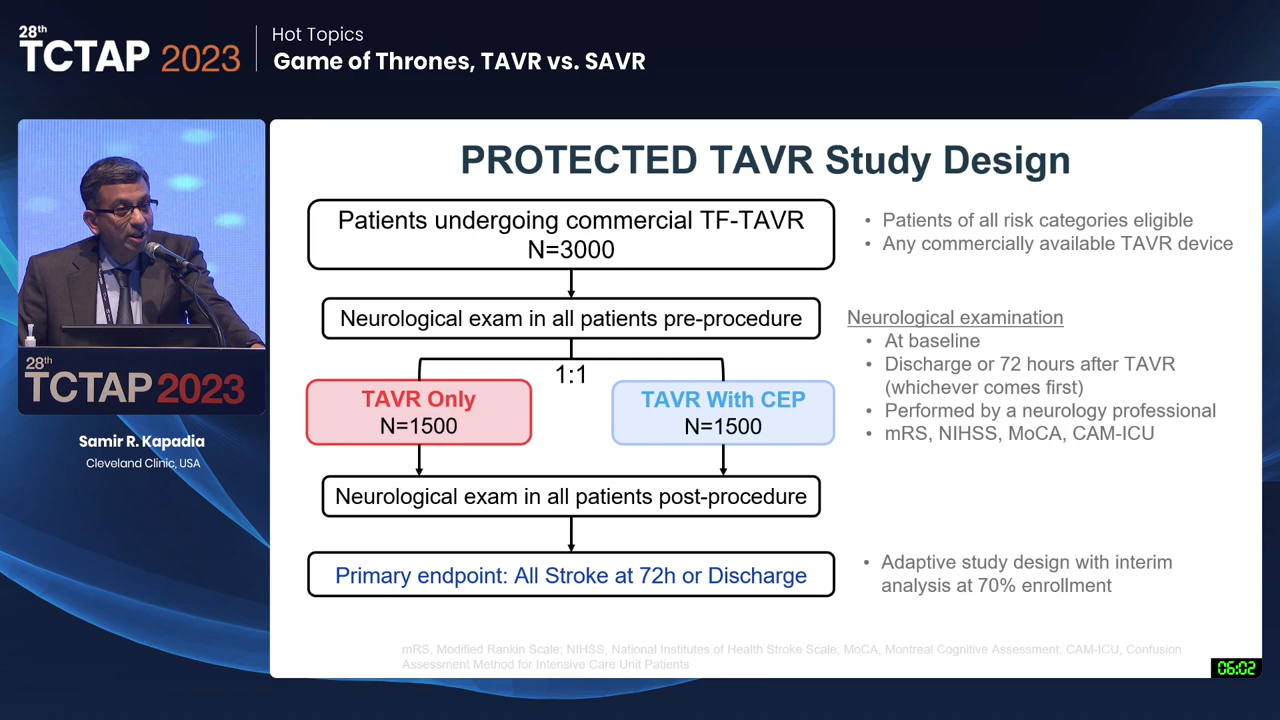 28th
TCTAP 2023
Hot Topics
Game of Thrones, TAVR vs. SAVR
28th
TCTAP 2023
Samir R. Kapadia
Cleveland Clinic, USA
PROTECTED TAVR Study Design
Patients undergoing commercial TF-TAVR
N=3000
• Patients of all risk categories eligible
• Any commercially available TAVR device
Neurological exam in all patients pre-procedure
1:1
TAVR Only
N=1500
TAVR With CEP
N=1500
Neurological examination
• At baseline
• Discharge or 72 hours after TAVR
(whichever comes first)
• Performed by a neurology professional
• mRS, NIHSS, MoCA, CAM-ICU
Neurological exam in all patients post-procedure
Primary endpoint: All Stroke at 72h or Discharge
• Adaptive study design with interim
analysis at 70% enrollment
mRS, Modified Rankin Scale; NIHSS, National Institutes of Health Stroke Scale; MoCA, Montreal Cognitive Assessment; CAM-ICU, Confusion
Assessment Method for Intensive Care Unit Patients
06:02